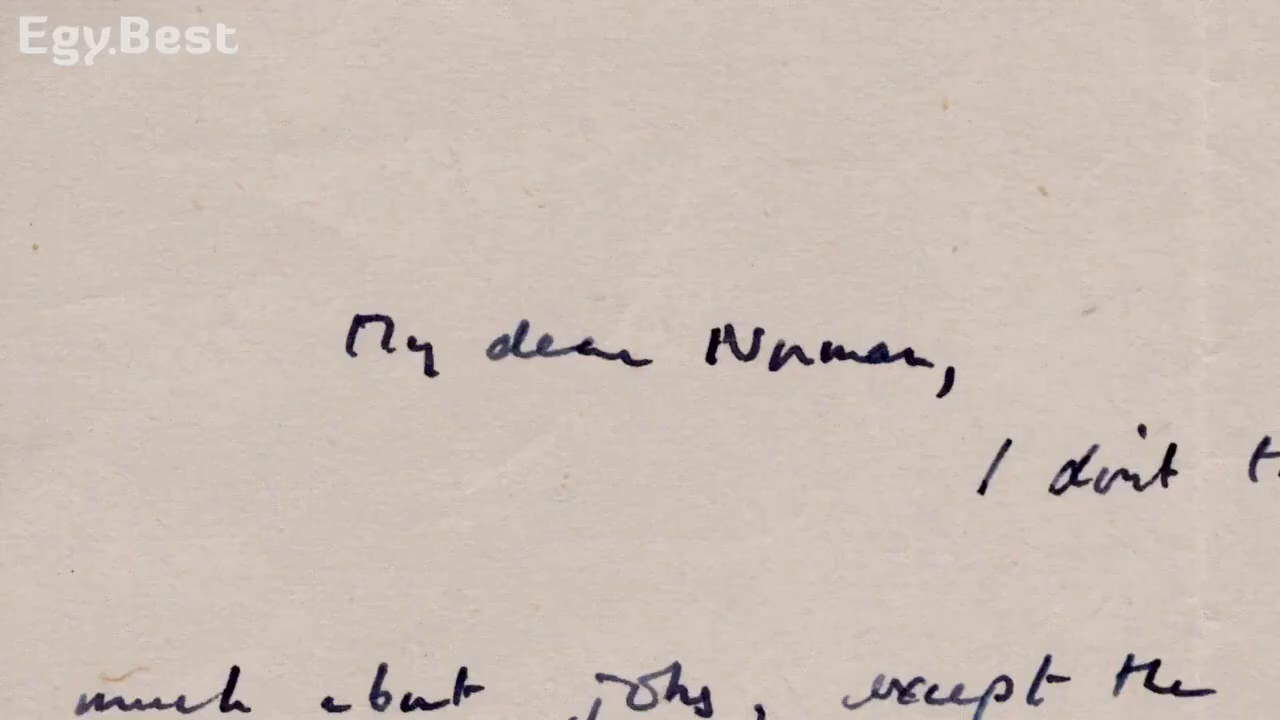 Egy.Best
My dear Norman,
I don't
much about jobs, except the